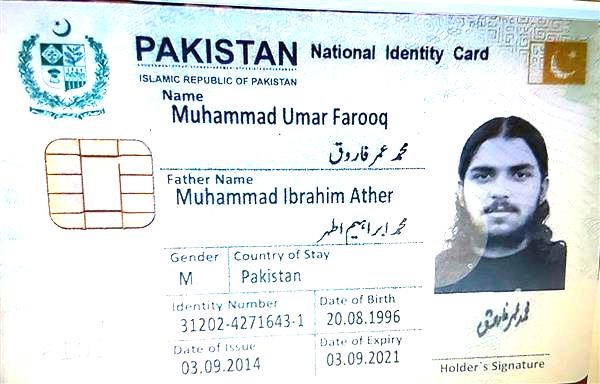 PAKISTAN National Identity Card
ISLAMIC REPUBLIC OF PAKISTAN
Name
Muhammad Umar Farooq
محمد عمر فاروق
Father Name
Muhammad Ibrahim Ather
محمد ابراہیم اطہر
Gender Country of Stay
M Pakistan
Identity Number Date of Birth
31202-4271643-1 20.08.1996
Date of Issue Date of Expiry
03.09.2014 03.09.2021
محمد عمر فاروق
Holder`s Signature